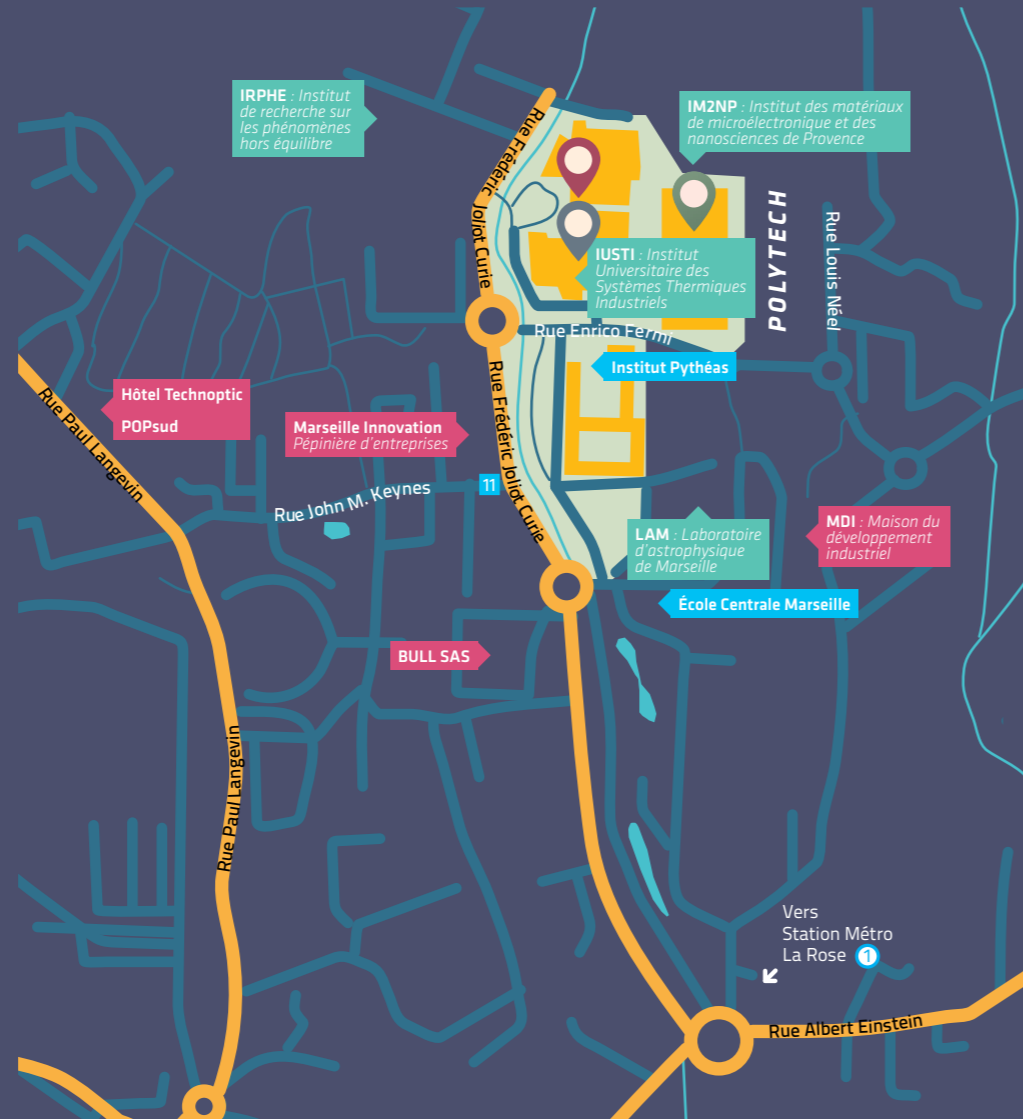 IRPHE : Institut
de recherche sur
les phénomènes
hors équilibre
IM2NP : Institut des matériaux
de microélectronique et des
nanosciences de Provence
Rue Frédéric Joliot Curie
POLYTECH
Rue Louis Néel
IUSTI : Institut
Universitaire des
Systèmes Thermiques
Industriels
Rue Enrico Fermi
Institut Pythéas
Hôtel Technoptic
POPsud
Rue Paul Langevin
Marseille Innovation
Pépinière d'entreprises
Rue Frédéric Joliot Curie
11
Rue John M. Keynes
LAM : Laboratoire
d'astrophysique
de Marseille
MDI : Maison du
développement
industriel
École Centrale Marseille
BULL SAS
Rue Paul Langevin
Vers
Station Métro
La Rose 1
Rue Albert Einstein